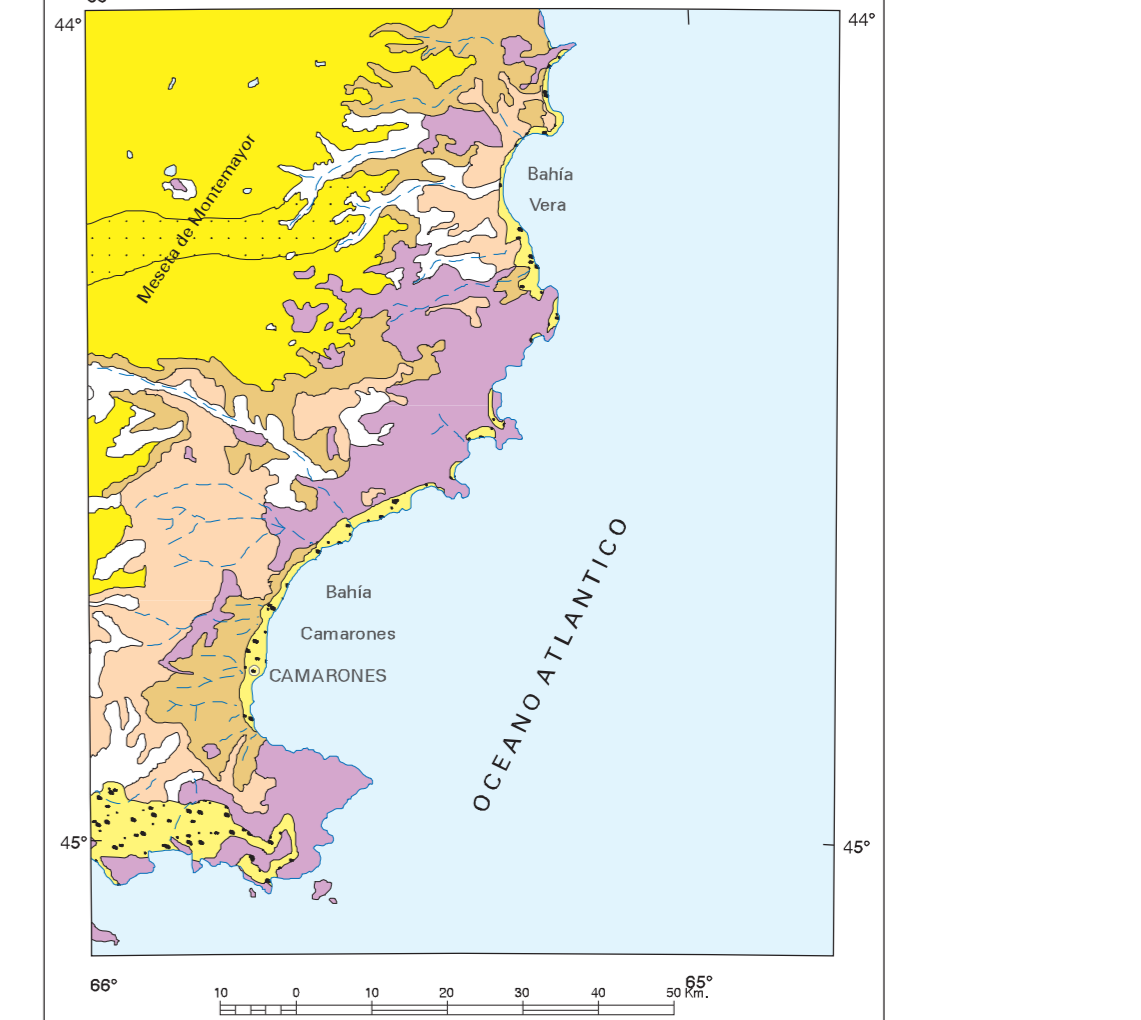 44°
44°
Meseta de Montemayor
Bahía
Vera
OCEANO ATLANTICO
Bahía
Camarones
CAMARONES
45°
45°
66°
65°
10 0 10 20 30 40 50 Km.